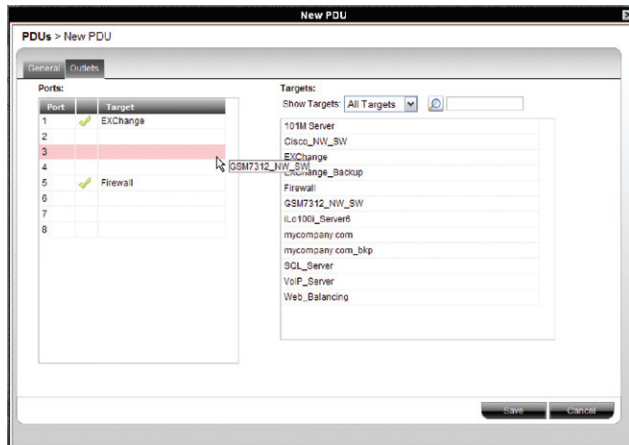 New PDU
PDUs > New PDU
General Outlets
Ports:
Port Target
1 EXChange
2
3
4
5 Firewall
6
7
8
GSM7312_NW_SW
Targets:
Show Targets: All Targets
101M Server
Cisco_NW_SW
EXChange
EXChange_Backup
Firewall
GSM7312_NW_SW
iLo100i_Server6
mycompany.com
mycompany.com_bkp
SQL_Server
VoIP_Server
Web_Balancing
Save Cancel